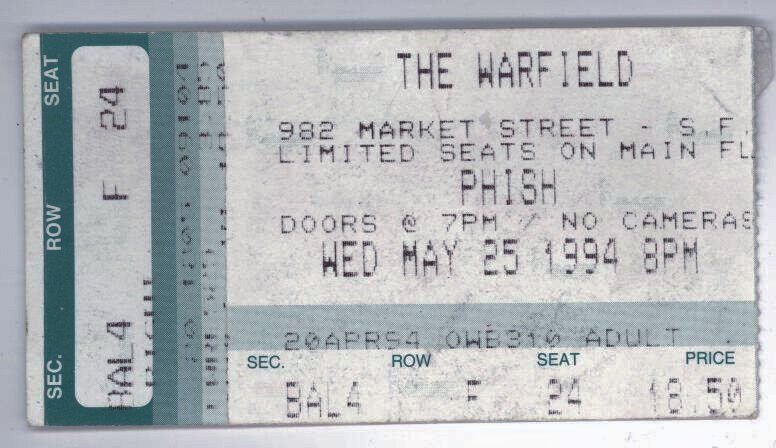 SEAT
ROW
SEC.
24
F
BAL4
RIGHT
THE WARFIELD
982 MARKET STREET - S.F.
LIMITED SEATS ON MAIN FL
PHISH
DOORS @ 7PM / NO CAMERAS
WED MAY 25 1994 8PM
20APR94 OWB310 ADULT
SEC. ROW SEAT PRICE
BAL4 F 24 18.50